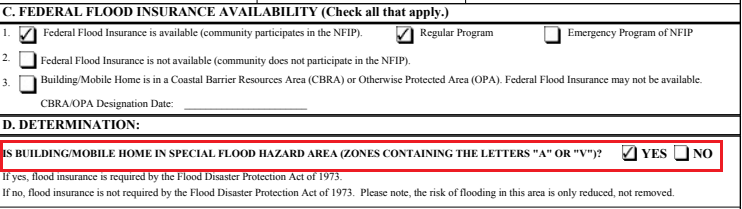 C. FEDERAL FLOOD INSURANCE AVAILABILITY (Check all that apply.)
1. Federal Flood Insurance is available (community participates in the NFIP). Regular Program Emergency Program of NFIP
2. Federal Flood Insurance is not available (community does not participate in the NFIP).
3. Building/Mobile Home is in a Coastal Barrier Resources Area (CBRA) or Otherwise Protected Area (OPA). Federal Flood Insurance may not be available.
CBRA/OPA Designation Date:
D. DETERMINATION:
IS BUILDING/MOBILE HOME IN SPECIAL FLOOD HAZARD AREA (ZONES CONTAINING THE LETTERS "A" OR "V")? YES NO
If yes, flood insurance is required by the Flood Disaster Protection Act of 1973.
If no, flood insurance is not required by the Flood Disaster Protection Act of 1973. Please note, the risk of flooding in this area is only reduced, not removed.